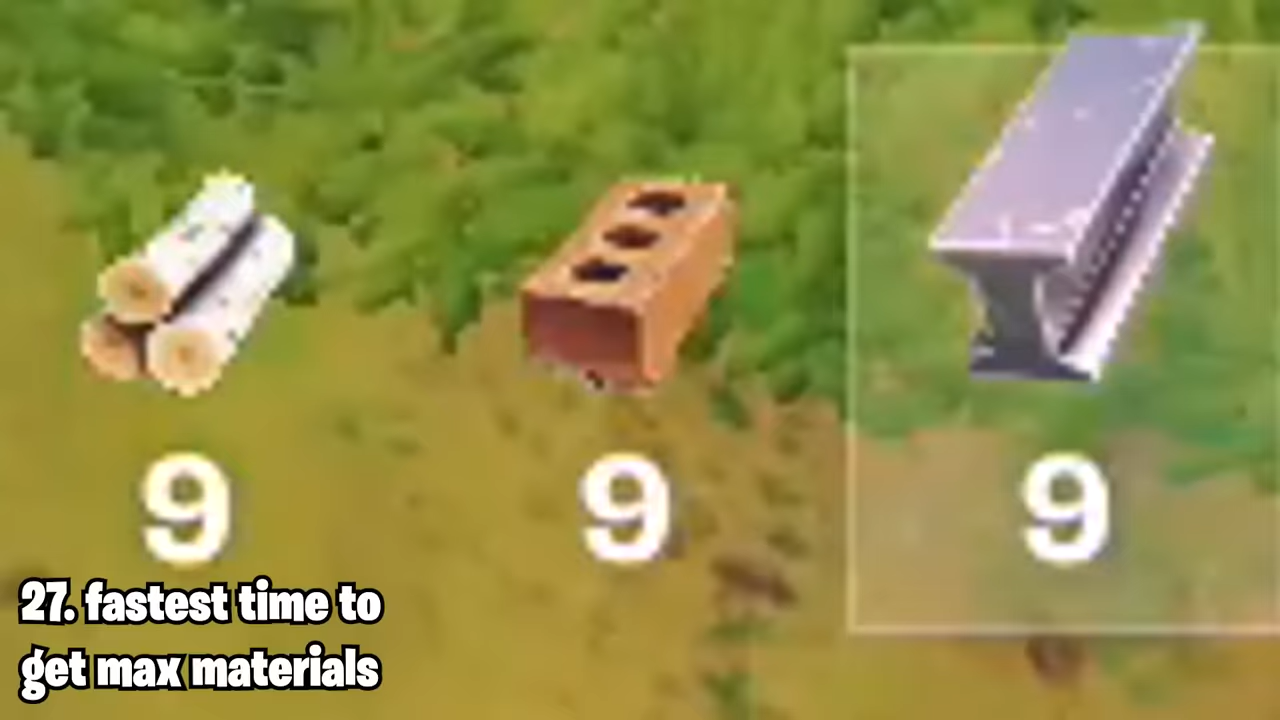 9 9 9
27. fastest time to
get max materials